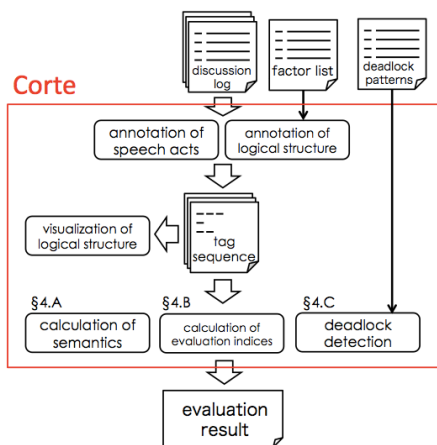 discussion
log
factor list
deadlock
patterns
Corte
annotation of
speech acts
annotation of
logical structure
visualization of
logical structure
tag
sequence
§4.A
§4.B
§4.C
calculation of
semantics
calculation of
evaluation indices
deadlock
detection
evaluation
result